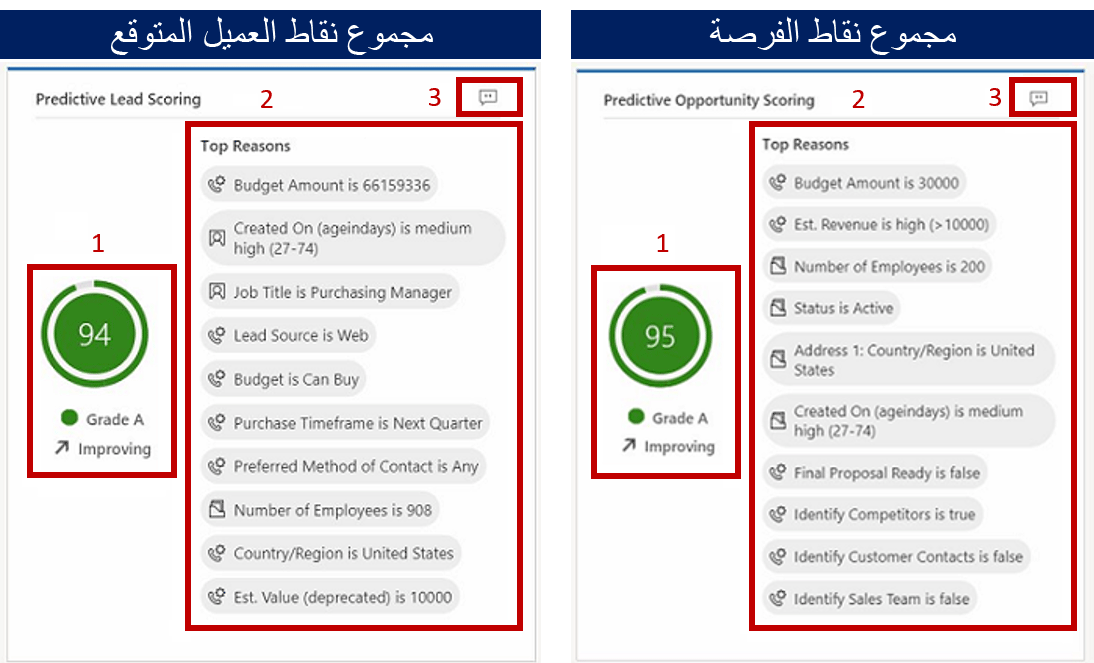 مجموع نقاط العميل المتوقع
Predictive Lead Scoring
2
3
Top Reasons
Budget Amount is 66159336
Created On (ageindays) is medium
high (27-74)
Job Title is Purchasing Manager
Lead Source is Web
Budget is Can Buy
Purchase Timeframe is Next Quarter
Preferred Method of Contact is Any
Number of Employees is 908
Country/Region is United States
Est. Value (deprecated) is 10000
1
94
Grade A
Improving
مجموع نقاط الفرصة
Predictive Opportunity Scoring
2
3
Top Reasons
Budget Amount is 30000
Est. Revenue is high (>10000)
Number of Employees is 200
Status is Active
Address 1: Country/Region is United
States
Created On (ageindays) is medium
high (27-74)
Final Proposal Ready is false
Identify Competitors is true
Identify Customer Contacts is false
Identify Sales Team is false
1
95
Grade A
Improving